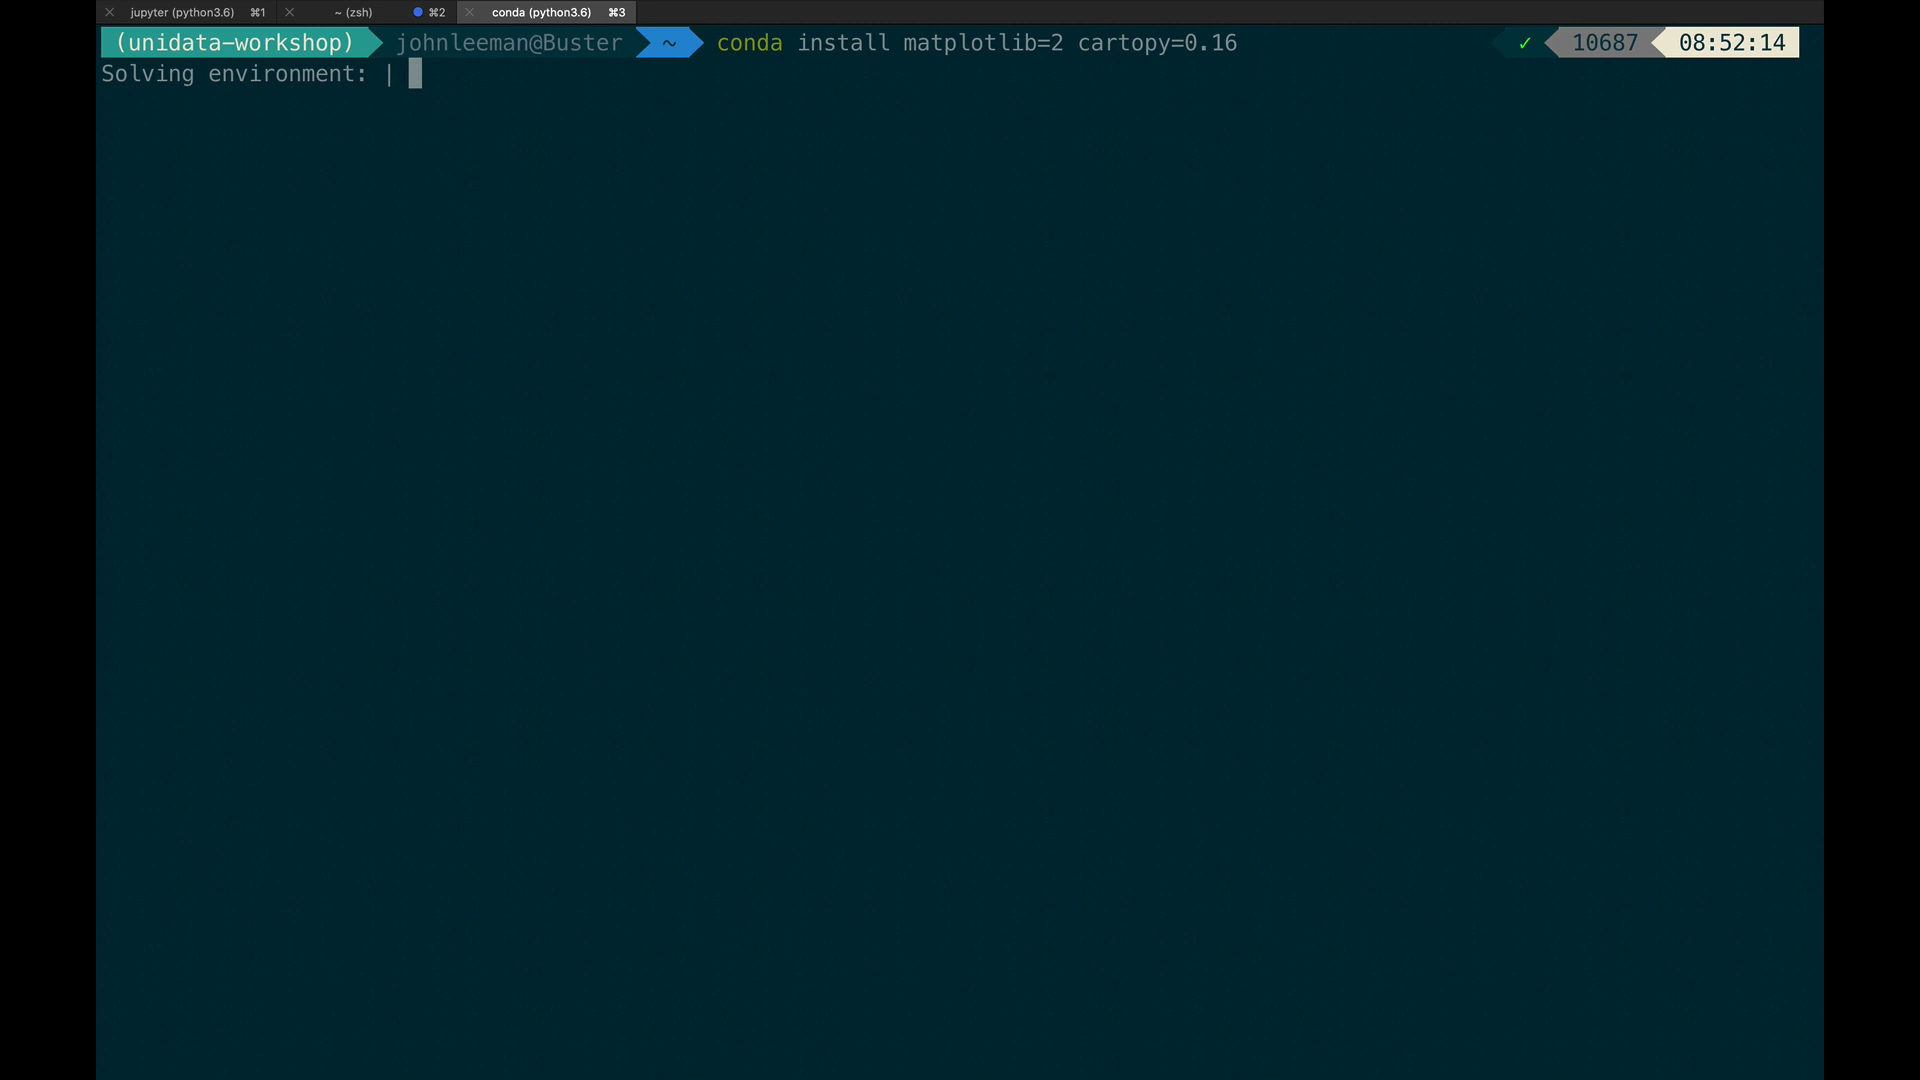 jupyter (python3.6) ⌘1 ~ (zsh) ⌘2 conda (python3.6) ⌘3
(unidata-workshop) johnleeman@Buster ~ conda install matplotlib=2 cartopy=0.16 ✓ 10687 08:52:14
Solving environment: |